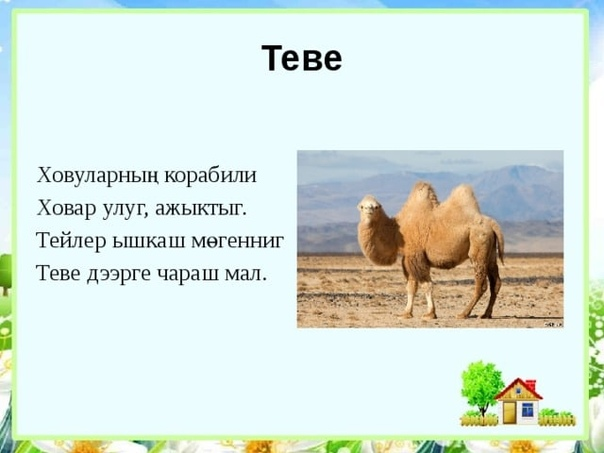 Теве
Ховуларның корабили
Ховар улуг, ажыктыг.
Тейлер ышкаш мөгенниг
Теве дээрге чараш мал.